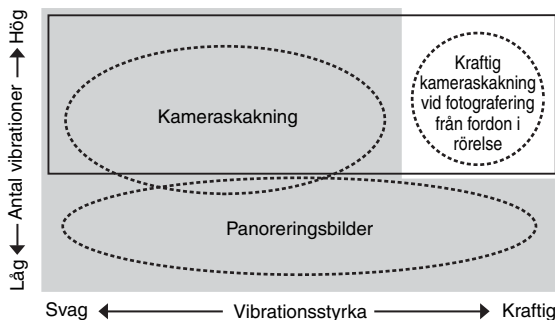 Hög
Antal vibrationer
Låg
Kameraskakning
Kraftig
kameraskakning
vid fotografering
från fordon i
rörelse
Panoreringsbilder
Svag
Vibrationsstyrka
Kraftig